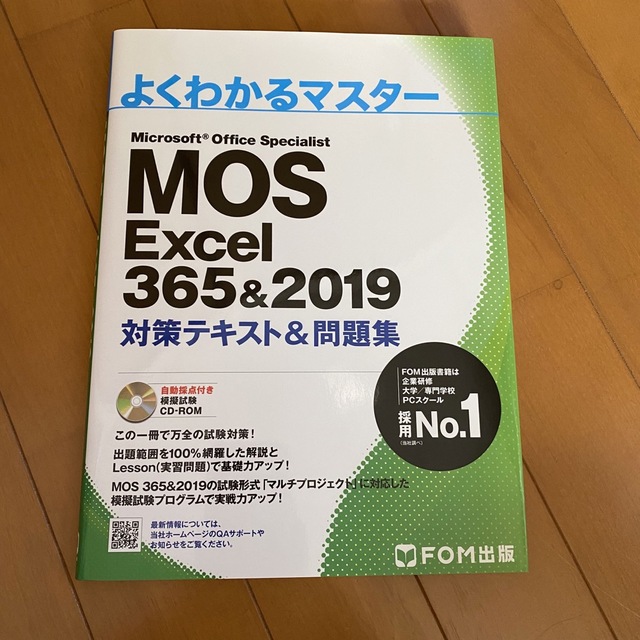 よくわかるマスター
Microsoft® Office Specialist
MOS
Excel
365&2019
対策テキスト&問題集
自動採点付き
模擬試験
CD-ROM
FOM出版書籍は
企業研修
大学/専門学校
PCスクール
採用No.1
(当社調べ)
この一冊で万全の試験対策!
出題範囲を100%網羅した解説と
Lesson(実習問題)で基礎力アップ!
MOS 365&2019の試験形式「マルチプロジェクト」に対応した
模擬試験プログラムで実戦力アップ!
最新情報については、
当社ホームページのQAサポートや
お知らせをご覧ください。
FOM出版